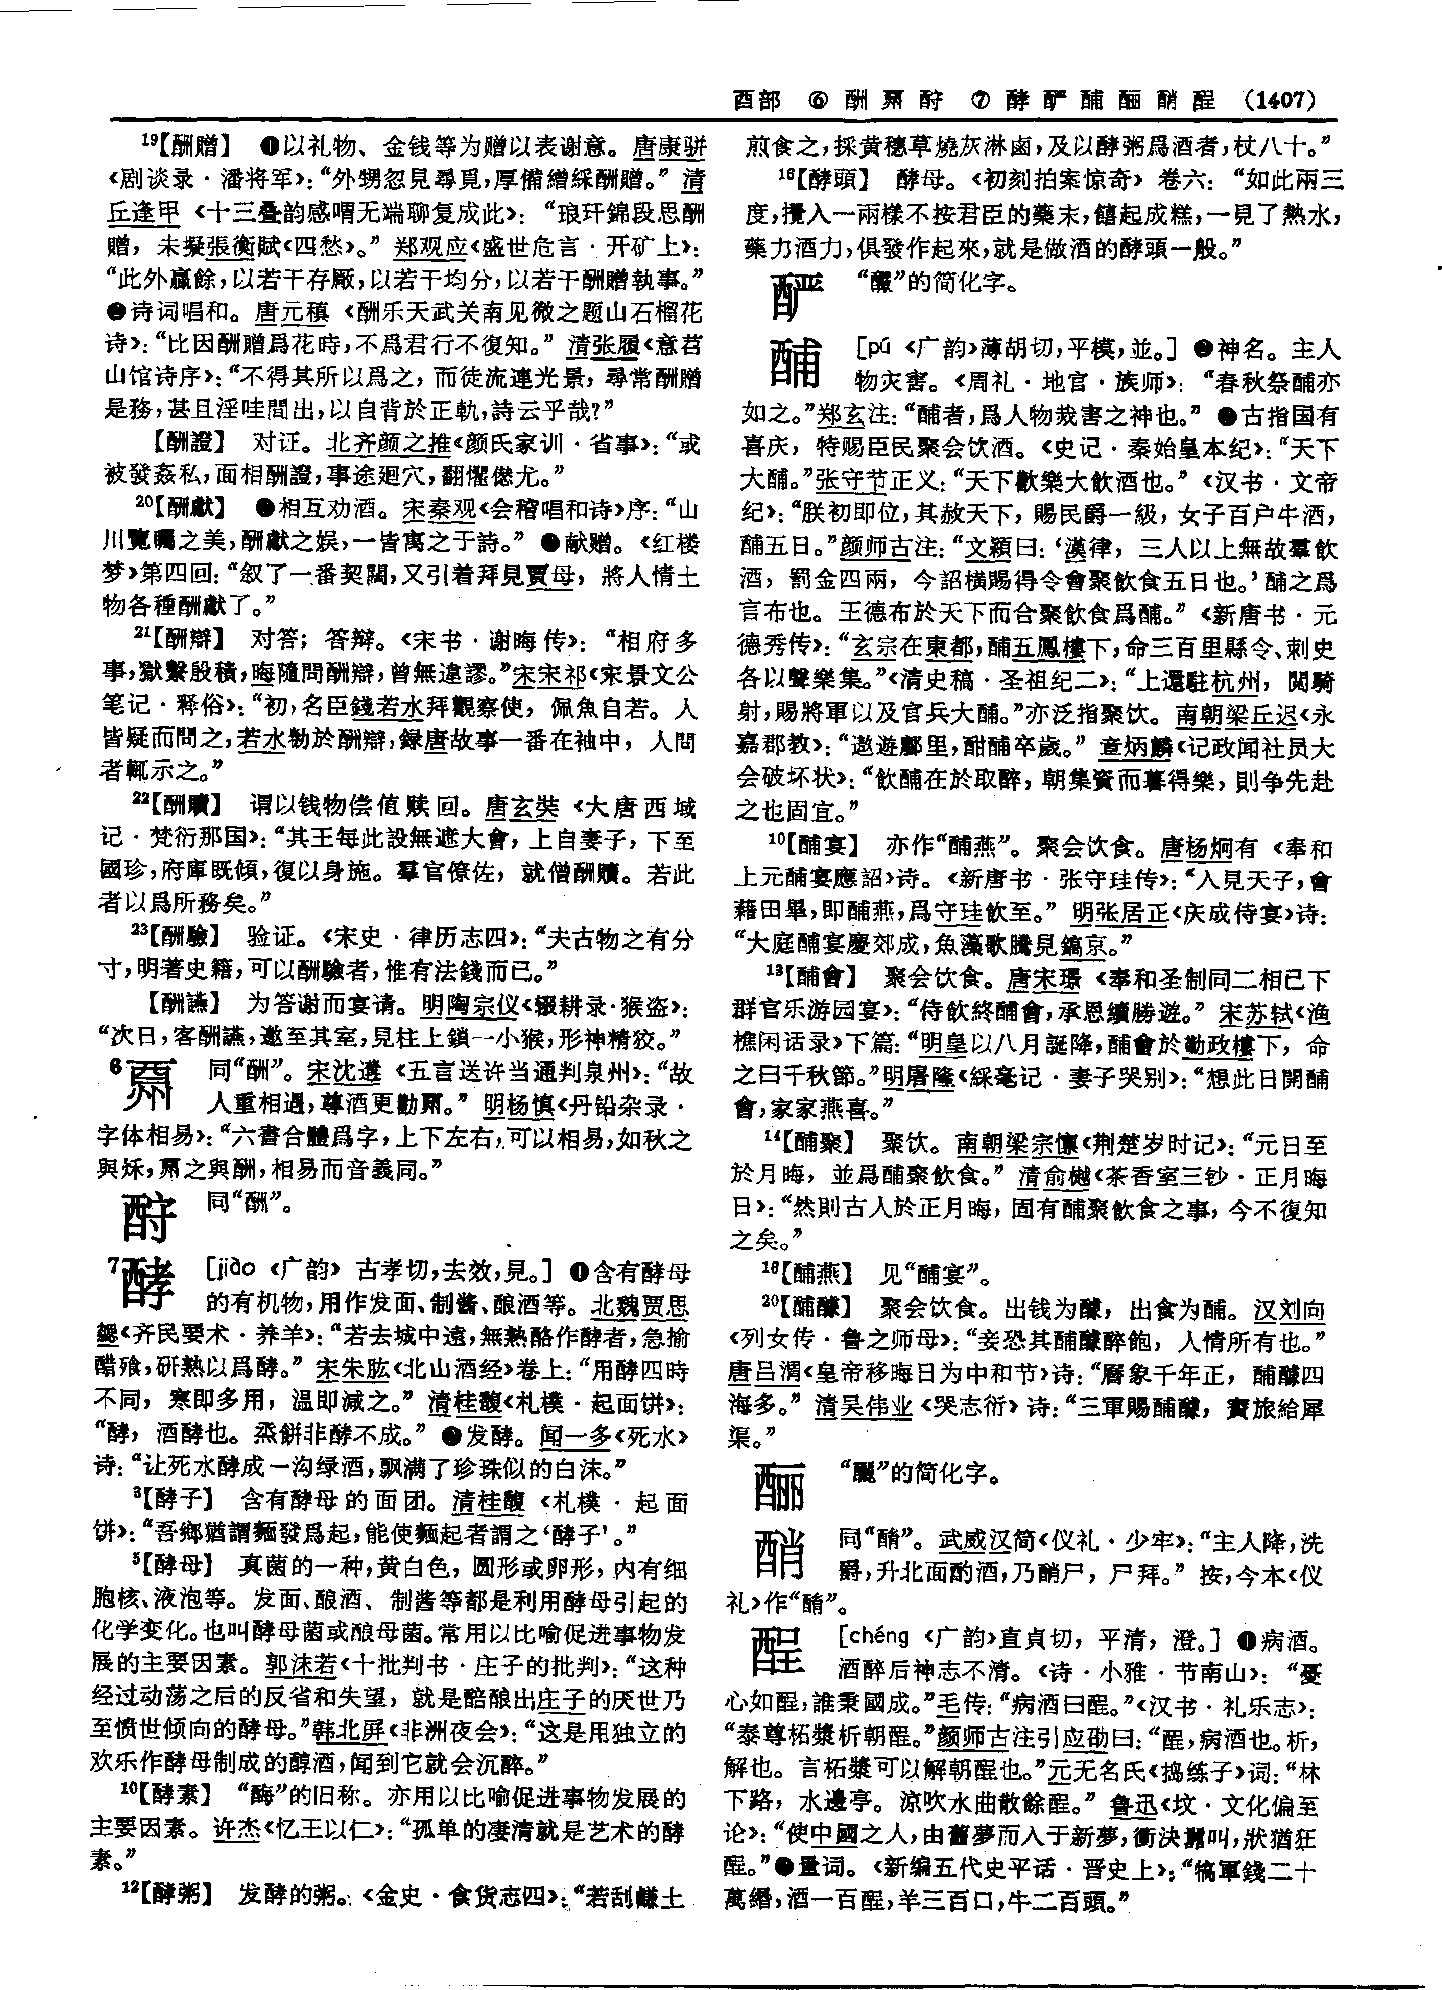 酉部 ⑥ 酬 酮 酧 ⑦ 酵 酽 酺 酾 酳 酲 (1407)
19【酬赠】 ❶以礼物、金钱等为赠以表谢意。唐康骈
《剧谈录·潘将军》：“外甥忽見尋覓，厚備繒綵酬贈。”清
丘逢甲《十三叠韵感喟无端聊复成此》：“琅玕錦段思酬
贈，未擬張衡賦《四愁》。”郑观应《盛世危言·开矿上》：
“此外贏餘，以若干存厰，以若干均分，以若干酬贈執事。”
❷诗词唱和。唐元稹《酬乐天武关南见微之题山石榴花
诗》：“比因酬贈爲花時，不爲君行不復知。”清张履《意苕
山馆诗序》：“不得其所以爲之，而徒流連光景，尋常酬贈
是務，甚且淫哇間出，以自背於正軌，詩云乎哉？”
【酬證】 对证。北齐颜之推《颜氏家训·省事》：“或
被發姦私，面相酬證，事途迴穴，翻懼僽尤。”
20【酬獻】 ❶相互劝酒。宋秦观《会稽唱和诗》序：“山
川覽矚之美，酬獻之娱，一皆寓之于詩。”❷献赠。《红楼
梦》第四回：“叙了一番契闊，又引着拜見賈母，將人情土
物各種酬獻了。”
21【酬辯】 对答；答辩。《宋书·谢晦传》：“相府多
事，獄繫殷積，晦隨問酬辯，曾無違謬。”宋宋祁《宋景文公
笔记·释俗》：“初，名臣錢若水拜觀察使，佩魚自若。人
皆疑而問之，若水勌於酬辯，録唐故事一番在袖中，人問
者輒示之。”
22【酬贖】 谓以钱物偿值赎回。唐玄奘《大唐西域
记·梵衍那国》：“其王每此設無遮大會，上自妻子，下至
國珍，府庫既傾，復以身施。羣官僚佐，就僧酬贖。若此
者以爲所務矣。”
23【酬驗】 验证。《宋史·律历志四》：“夫古物之有分
寸，明著史籍，可以酬驗者，惟有法錢而已。”
【酬讌】 为答谢而宴请。明陶宗仪《辍耕录·猴盗》：
“次日，客酬讌，邀至其室，見柱上鎖一小猴，形神精狡。”
6 同“酬”。宋沈遘《五言送许当通判泉州》：“故
人重相遇，尊酒更勸。”明杨慎《丹铅杂录·
字体相易》：“六書合體爲字，上下左右，可以相易，如秋之
與秌，之與酬，相易而音義同。”
酧 同“酬”。
7酵 [jiào 《广韵》古孝切，去效，見。] ❶含有酵母
的有机物，用作发面、制醬、酿酒等。北魏贾思
勰《齐民要术·养羊》：“若去城中遠，無熟酪作酵者，急揄
醋飧，研熟以爲酵。”宋朱肱《北山酒经》卷上：“用酵四時
不同，寒即多用，温即減之。”清桂馥《札樸·起面饼》：
“酵，酒酵也。烝餅非酵不成。”❷发酵。闻一多《死水》
诗：“让死水酵成一沟绿酒，飘满了珍珠似的白沫。”
3【酵子】 含有酵母的面团。清桂馥《札樸·起面
饼》：“吾鄉猶謂麪發爲起，能使麪起者謂之‘酵子’。”
5【酵母】 真菌的一种，黄白色，圆形或卵形，内有细
胞核、液泡等。发面、酿酒、制酱等都是利用酵母引起的
化学变化。也叫酵母菌或酿母菌。常用以比喻促进事物发
展的主要因素。郭沫若《十批判书·庄子的批判》：“这种
经过动荡之后的反省和失望，就是醅酿出庄子的厌世乃
至愤世倾向的酵母。”韩北屏《非洲夜会》：“这是用独立的
欢乐作酵母制成的醇酒，闻到它就会沉醉。”
10【酵素】 “酶”的旧称。亦用以比喻促进事物发展的
主要因素。许杰《忆王以仁》：“孤单的凄清就是艺术的酵
素。”
12【酵粥】 发酵的粥。《金史·食货志四》：“若刮鹻土
煎食之，採黄穗草燒灰淋鹵，及以酵粥爲酒者，杖八十。”
16【酵頭】 酵母。《初刻拍案惊奇》卷六：“如此兩三
度，攪入一兩樣不按君臣的藥末，饎起成糕，一見了熱水，
藥力酒力，俱發作起來，就是做酒的酵頭一般。”
酽 “釅”的简化字。
酺 [pú 《广韵》薄胡切，平模，並。] ❶神名。主人
物灾害。《周礼·地官·族师》：“春秋祭酺亦
如之。”郑玄注：“酺者，爲人物烖害之神也。”❷古指国有
喜庆，特赐臣民聚会饮酒。《史记·秦始皇本纪》：“天下
大酺。”张守节正义：“天下歡樂大飲酒也。”《汉书·文帝
纪》：“朕初即位，其赦天下，賜民爵一級，女子百户牛酒，
酺五日。”颜师古注：“文穎曰：‘漢律，三人以上無故羣飲
酒，罰金四兩，今詔横賜得令會聚飲食五日也。’酺之爲
言布也。王德布於天下而合聚飲食爲酺。”《新唐书·元
德秀传》：“玄宗在東都，酺五鳳樓下，命三百里縣令、刺史
各以聲樂集。”《清史稿·圣祖纪二》：“上還駐杭州，閲騎
射，賜將軍以及官兵大酺。”亦泛指聚饮。南朝梁丘迟《永
嘉郡教》：“遨遊鄽里，酣酺卒歲。”章炳麟《记政闻社员大
会破坏状》：“飲酺在於取醉，朝集資而暮得樂，則争先赴
之也固宜。”
10【酺宴】 亦作“酺燕”。聚会饮食。唐杨炯有《奉和
上元酺宴應詔》诗。《新唐书·张守珪传》：“入見天子，會
藉田畢，即酺燕，爲守珪飲至。”明张居正《庆成侍宴》诗：
“大庭酺宴慶郊成，魚藻歌騰見鎬京。”
13【酺會】 聚会饮食。唐宋璟《奉和圣制同二相已下
群官乐游园宴》：“侍飲終酺會，承恩續勝遊。”宋苏轼《渔
樵闲话录》下篇：“明皇以八月誕降，酺會於勤政樓下，命
之曰千秋節。”明屠隆《綵毫记·妻子哭别》：“想此日開酺
會，家家燕喜。”
14【酺聚】 聚饮。南朝梁宗懔《荆楚岁时记》：“元日至
於月晦，並爲酺聚飲食。”清俞樾《茶香室三钞·正月晦
日》：“然則古人於正月晦，固有酺聚飲食之事，今不復知
之矣。”
16【酺燕】 见“酺宴”。
20【酺醵】 聚会饮食。出钱为醵，出食为酺。汉刘向
《列女传·鲁之师母》：“妾恐其酺醵醉飽，人情所有也。”
唐吕渭《皇帝移晦日为中和节》诗：“曆象千年正，酺醵四
海多。”清吴伟业《哭志衍》诗：“三軍賜酺醵，賨旅給犀
渠。”
酾 “釃”的简化字。
同“酳”。武威汉简《仪礼·少牢》：“主人降，洗
爵，升北面酌酒，乃尸，尸拜。”按，今本《仪
礼》作“酳”。
酲 [chéng 《广韵》直貞切，平清，澄。] ❶病酒。
酒醉后神志不清。《诗·小雅·节南山》：“憂
心如酲，誰秉國成。”毛传：“病酒曰酲。”《汉书·礼乐志》：
“泰尊柘漿析朝酲。”颜师古注引应劭曰：“酲，病酒也。析，
解也。言柘漿可以解朝酲也。”元无名氏《捣练子》词：“林
下路，水邊亭。凉吹水曲散餘酲。”鲁迅《坟·文化偏至
论》：“使中國之人，由舊夢而入于新夢，衝決嚻叫，狀猶狂
酲。”❷量词。《新编五代史平话·晋史上》：“犒軍錢二十
萬緡，酒一百酲，羊三百口，牛二百頭。”